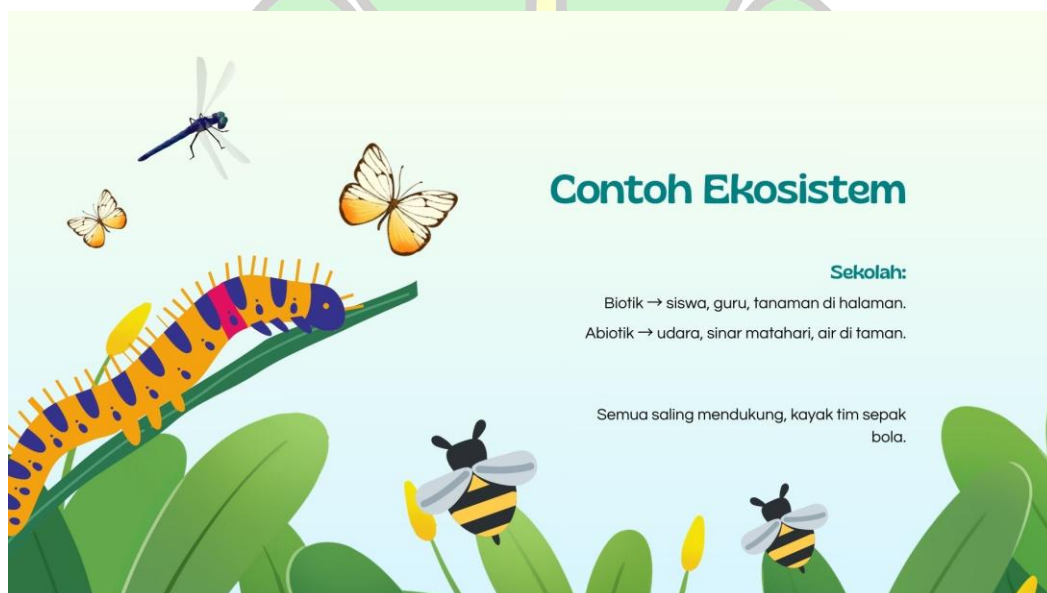 Contoh Ekosistem
Sekolah:
Biotik → siswa, guru, tanaman di halaman.
Abiotik → udara, sinar matahari, air di taman.
Semua saling mendukung, kayak tim sepak
bola.